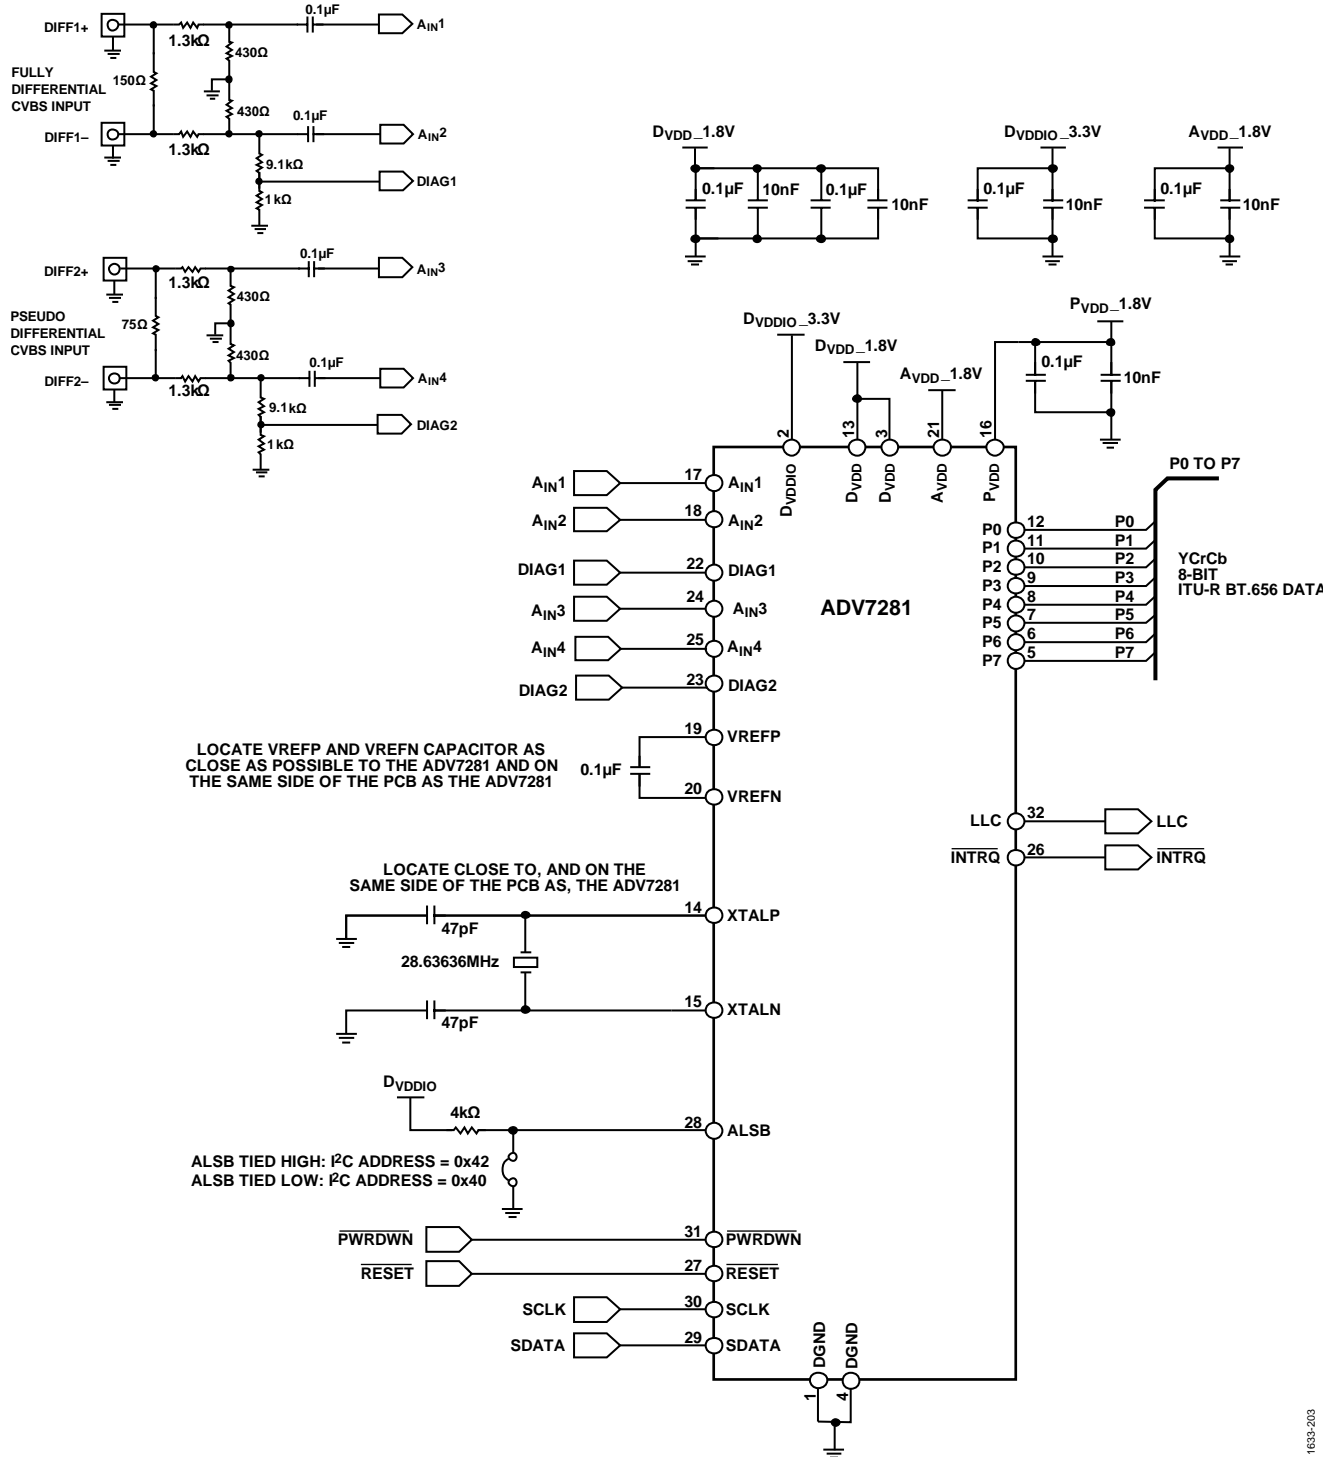 DIFF1+
1.3kΩ
0.1µF
AIN1
430Ω
FULLY
DIFFERENTIAL
CVBS INPUT
150Ω
430Ω
0.1µF
DIFF1–
1.3kΩ
AIN2
9.1kΩ
DIAG1
1kΩ
DIFF2+
1.3kΩ
0.1µF
AIN3
430Ω
PSEUDO
DIFFERENTIAL
CVBS INPUT
75Ω
430Ω
0.1µF
DIFF2–
1.3kΩ
AIN4
9.1kΩ
DIAG2
1kΩ
DVDD_1.8V
0.1µF
10nF
0.1µF
10nF
DVDDIO_3.3V
0.1µF
10nF
AVDD_1.8V
0.1µF
10nF
DVDDIO_3.3V
DVDD_1.8V
AVDD_1.8V
PVDD_1.8V
0.1µF
10nF
2
13
3
21
16
DVDDIO
DVDD
DVDD
AVDD
PVDD
AIN1
17
AIN1
AIN2
18
AIN2
DIAG1
22
DIAG1
AIN3
24
AIN3
AIN4
25
AIN4
DIAG2
23
DIAG2
ADV7281
P0 TO P7
P0 12 P0
P1 11 P1
P2 10 P2
P3 9 P3
P4 8 P4
P5 7 P5
P6 6 P6
P7 5 P7
YCrCb
8-BIT
ITU-R BT.656 DATA
LOCATE VREFP AND VREFN CAPACITOR AS
CLOSE AS POSSIBLE TO THE ADV7281 AND ON
THE SAME SIDE OF THE PCB AS THE ADV7281
0.1µF
19
VREFP
20
VREFN
LLC 32 LLC
INTRQ 26 INTRQ
LOCATE CLOSE TO, AND ON THE
SAME SIDE OF THE PCB AS, THE ADV7281
47pF
14
XTALP
28.63636MHz
47pF
15
XTALN
DVDDIO
4kΩ
28
ALSB
ALSB TIED HIGH: I2C ADDRESS = 0x42
ALSB TIED LOW: I2C ADDRESS = 0x40
PWRDWN
31
PWRDWN
RESET
27
RESET
SCLK
30
SCLK
SDATA
29
SDATA
DGND
DGND
1
4
1633-203